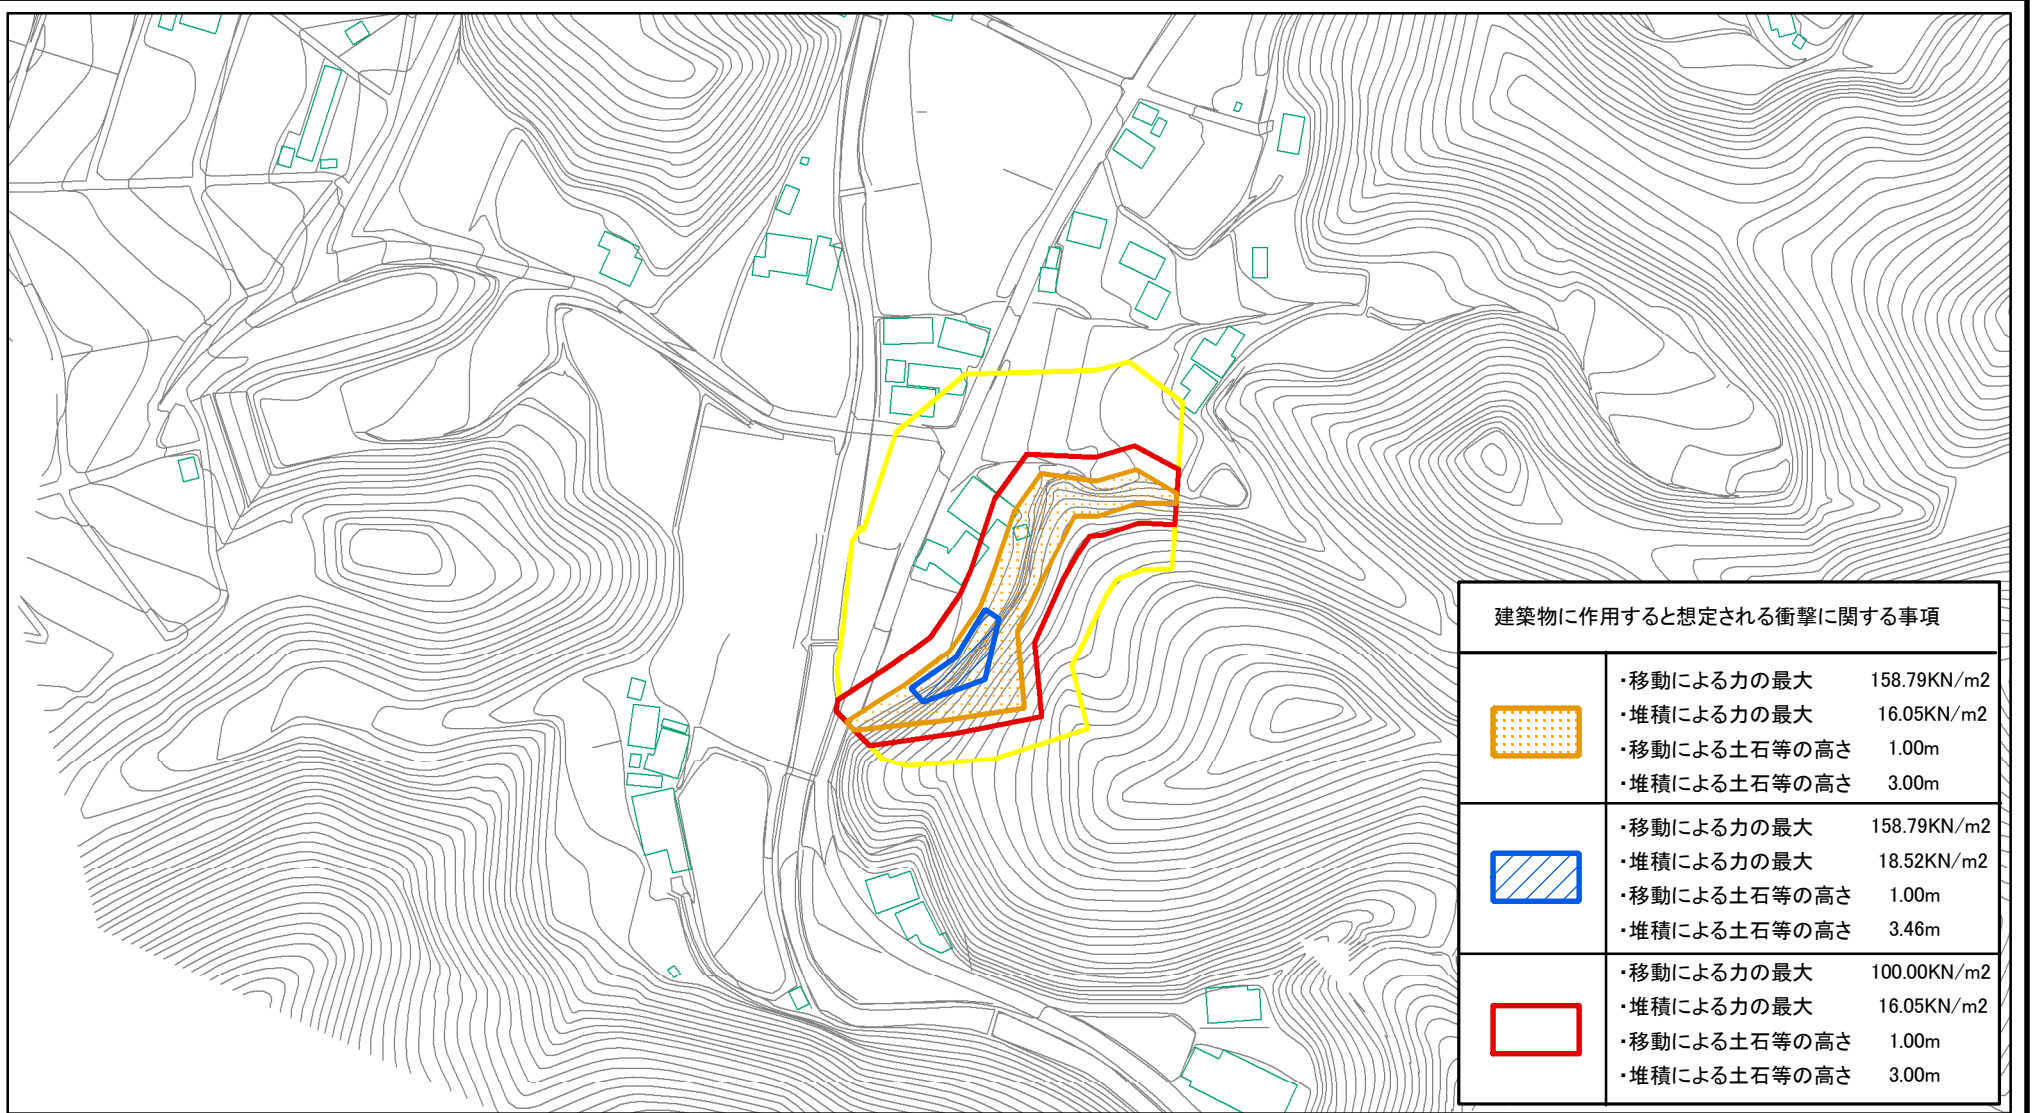 建築物に作用すると想定される衝撃に関する事項
・移動による力の最大 158.79KN/m2
・堆積による力の最大 16.05KN/m2
・移動による土石等の高さ 1.00m
・堆積による土石等の高さ 3.00m
・移動による力の最大 158.79KN/m2
・堆積による力の最大 18.52KN/m2
・移動による土石等の高さ 1.00m
・堆積による土石等の高さ 3.46m
・移動による力の最大 100.00KN/m2
・堆積による力の最大 16.05KN/m2
・移動による土石等の高さ 1.00m
・堆積による土石等の高さ 3.00m